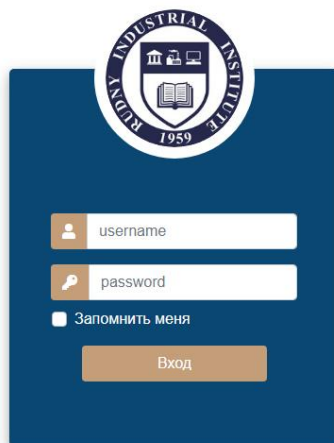 RUDNY INDUSTRIAL INSTITUTE
1959
username
password
Запомнить меня
Вход